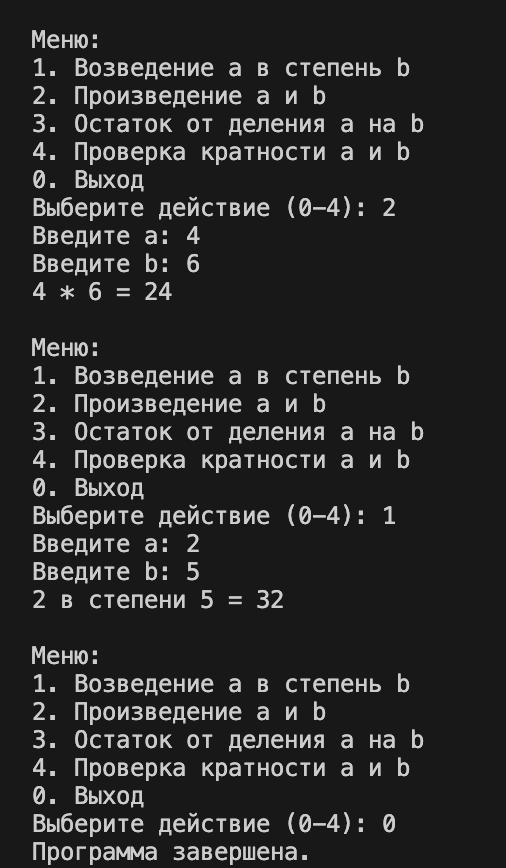 Меню:
1. Возведение a в степень b
2. Произведение a и b
3. Остаток от деления a на b
4. Проверка кратности a и b
0. Выход
Выберите действие (0–4): 2
Введите a: 4
Введите b: 6
4 * 6 = 24

Меню:
1. Возведение a в степень b
2. Произведение a и b
3. Остаток от деления a на b
4. Проверка кратности a и b
0. Выход
Выберите действие (0–4): 1
Введите a: 2
Введите b: 5
2 в степени 5 = 32

Меню:
1. Возведение a в степень b
2. Произведение a и b
3. Остаток от деления a на b
4. Проверка кратности a и b
0. Выход
Выберите действие (0–4): 0
Программа завершена.